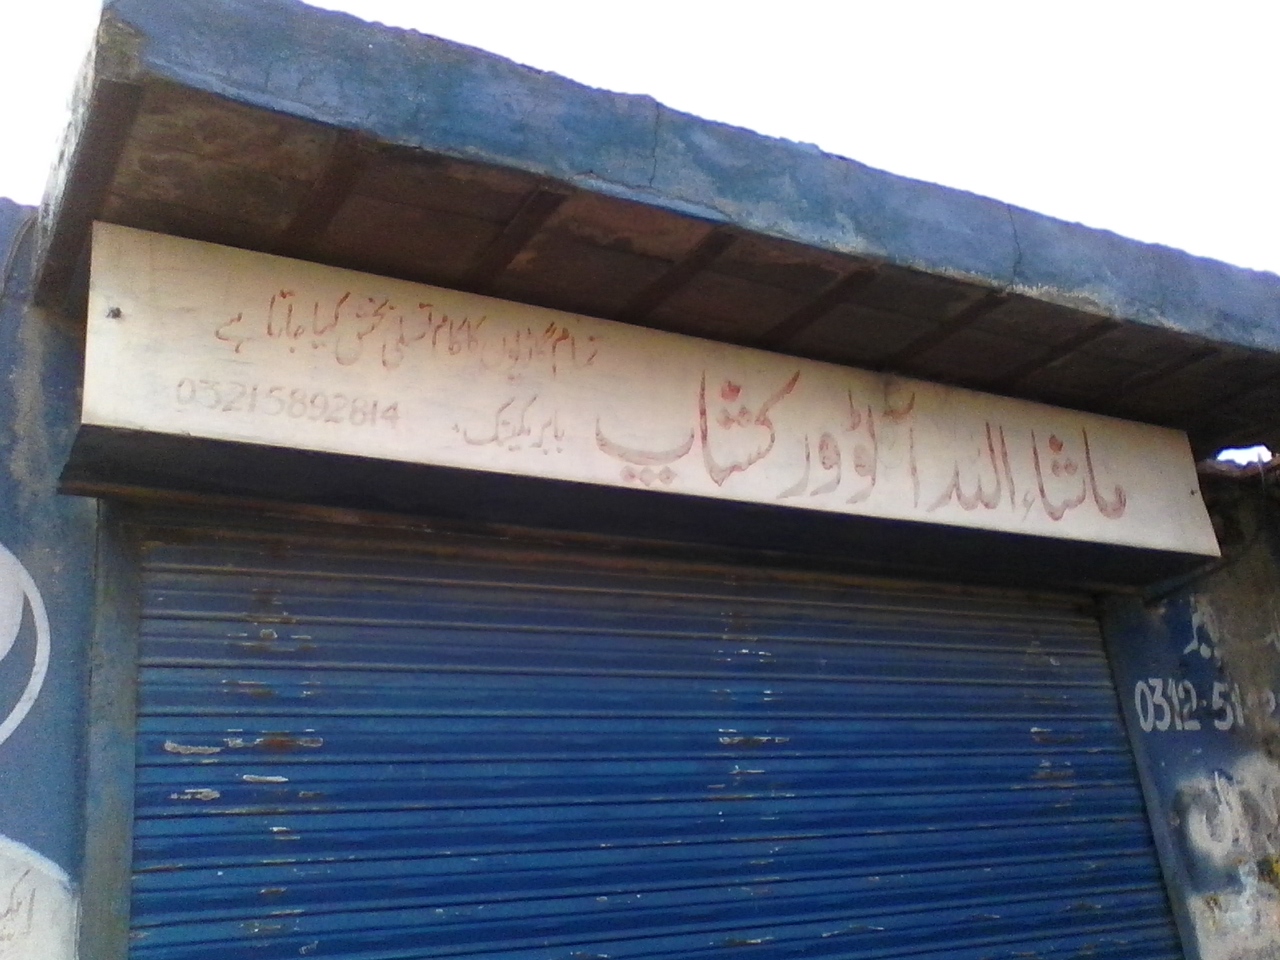 ماشاءاللہ آٹو ورکشاپ
تمام گاڑیوں کا کام تسلی بخش کیا جاتا ہے
بابر مکینک
03215892814
0312-51